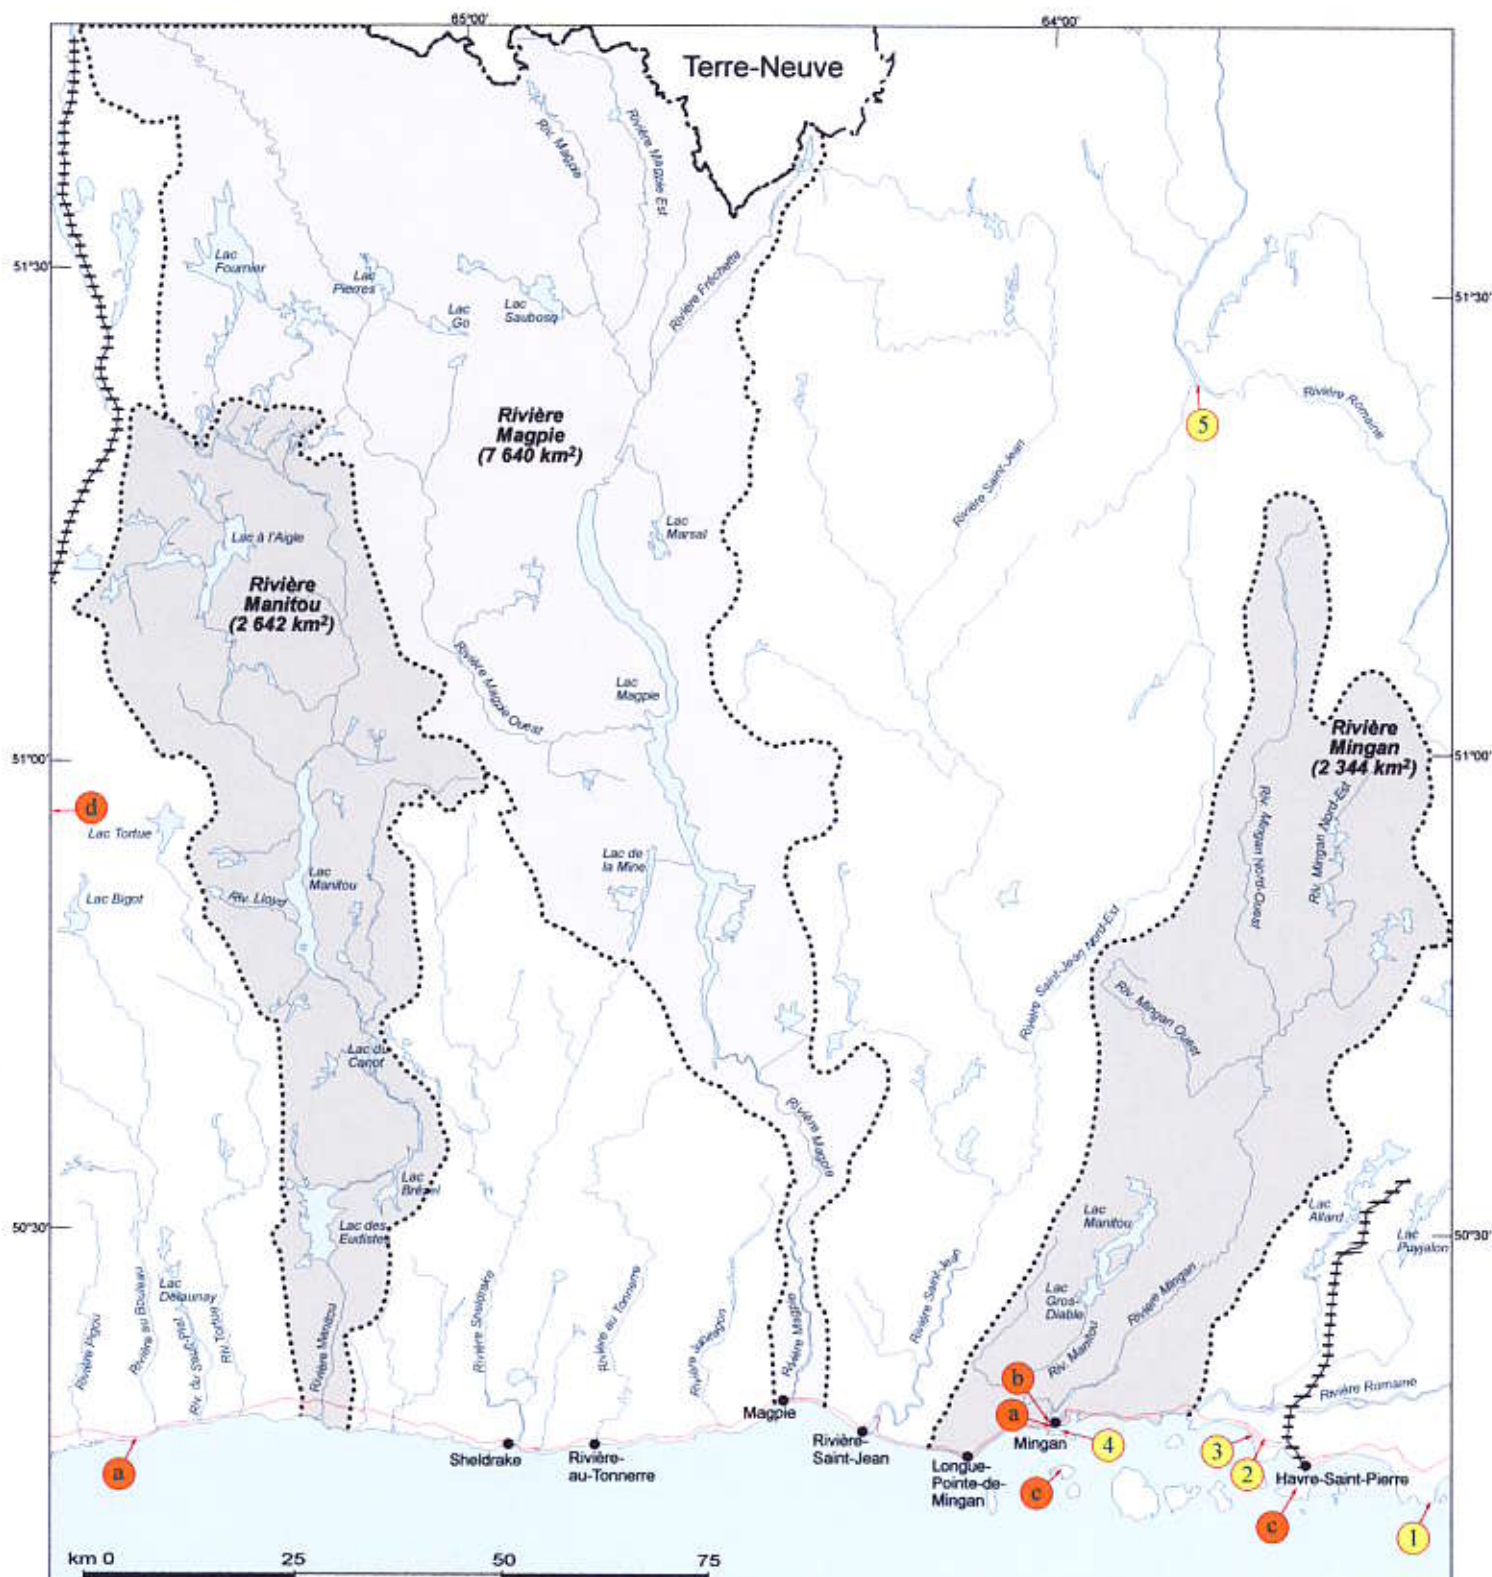 65°00'
64°00'
Terre-Neuve
Riv. Magpie
Rivière Magpie Est
Lac
Fournier
51°30'
Lac
Pierres
Lac
Go
Lac
Saubosq
Rivière Fréchette
51°30'
Rivière Romaine
5
Rivière
Magpie
(7 640 km²)
Rivière Saint-Jean
Lac
Marsal
Lac à l'Aigle
Rivière
Manitou
(2 642 km²)
Rivière Magpie Ouest
Lac
Magpie
Rivière
Mingan
(2 344 km²)
51°00'
51°00'
d
Lac Tortue
Riv. Mingan Nord-Ouest
Riv. Mingan Nord-Est
Lac de
la Mine
Lac
Manitou
Lac Bigot
Riv. Lloyd
Rivière Saint-Jean Nord-Est
Riv. Mingan Ouest
Lac du
Canot
Rivière Magpie
Lac
Brézel
Lac des
Eudistes
50°30'
Lac
Manitou
Lac
Allard
Lac
Puyjalon
50°30'
Lac
Delaunay
Lac
Gros-
Diable
Rivière Mingan
Rivière Pigou
Rivière au Bouleau
Riv. Tortue
Rivière Manitou
Rivière Sheldrake
Rivière au Tonnerre
Rivière Magpie
Rivière Saint-Jean
Riv. Manitou
Rivière Romaine
b
a
Magpie
Mingan
4
3
2
a
Sheldrake
Rivière-
au-Tonnerre
Rivière-
Saint-Jean
Longue-
Pointe-de-
Mingan
c
Havre-Saint-Pierre
c
1
km 0
25
50
75